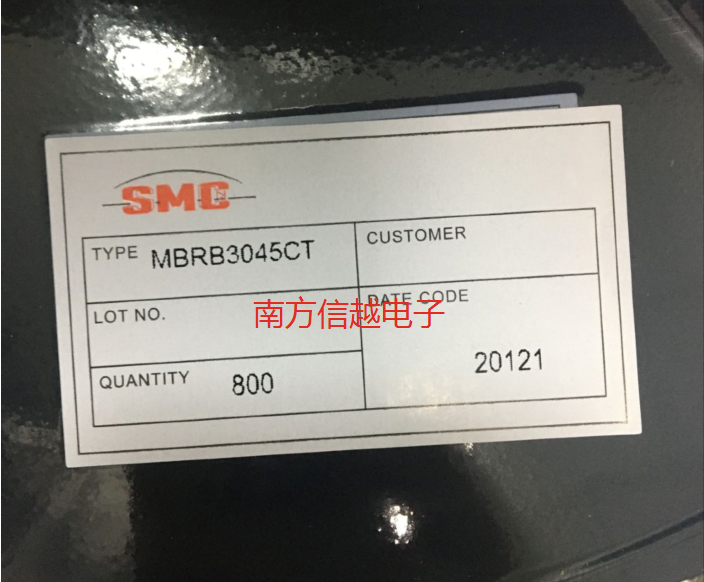 SMC
TYPE MBRB3045CT
CUSTOMER
LOT NO.
DATE CODE
南方信越电子
QUANTITY 800
20121